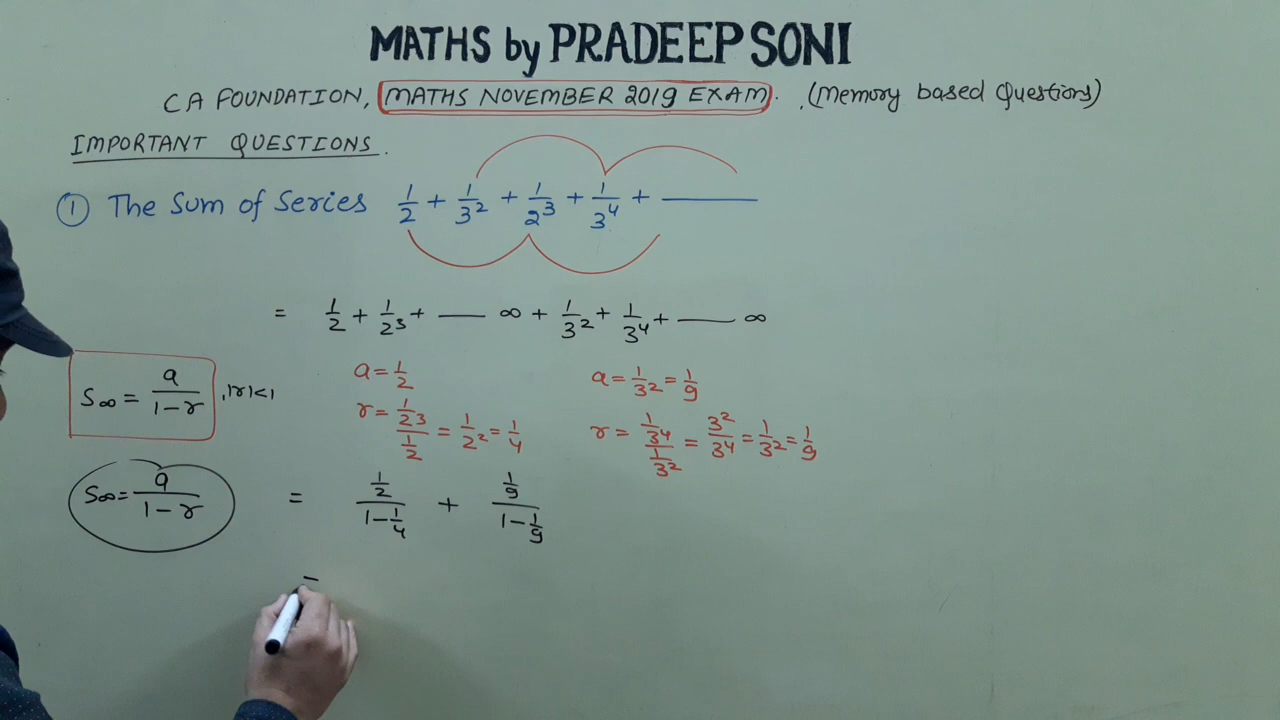 MATHS by PRADEEP SONI
CA FOUNDATION, MATHS NOVEMBER 2019 EXAM. (Memory based Questions)
IMPORTANT QUESTIONS.
① The Sum of Series 1/2 + 1/3² + 1/2³ + 1/3⁴ + ———
= 1/2 + 1/2³ + —— ∞ + 1/3² + 1/3⁴ + —— ∞
S∞ = a/(1-r), |r|<1
a = 1/2
a = 1/3² = 1/9
r = (1/2³)/(1/2) = 1/2² = 1/4
r = (1/3⁴)/(1/3²) = 3²/3⁴ = 1/3² = 1/9
S∞ = a/(1-r)
= (1/2)/(1-1/4) + (1/9)/(1-1/9)